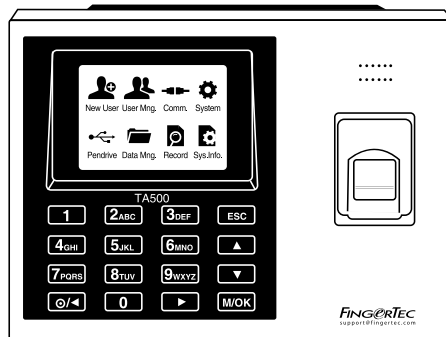 New User User Mng. Comm. System
Pendrive Data Mng. Record Sys.Info.
TA500
1 2ABC 3DEF ESC
4GHI 5JKL 6MNO ▲
7PQRS 8TUV 9WXYZ ▼
⊙/◀ 0 ▶ M/OK
FINGERTEC
support@fingertec.com